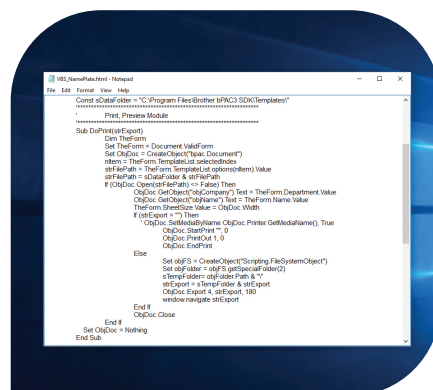 VBS_NamePlate.html - Notepad
File Edit Format View Help
Const sDataFolder = "C:\Program Files\Brother bPAC3 SDK\Templates\"
'*******************************************************************
' Print, Preview Module
'*******************************************************************
Sub DoPrint(strExport)
Dim TheForm
Set TheForm = Document.ValidForm
Set ObjDoc = CreateObject("bpac.Document")
nItem = TheForm.TemplateList.selectedIndex
strFilePath = TheForm.TemplateList.options(nItem).Value
strFilePath = sDataFolder & strFilePath
If (ObjDoc.Open(strFilePath) <> False) Then
ObjDoc.GetObject("objCompany").Text = TheForm.Department.Value
ObjDoc.GetObject("objName").Text = TheForm.Name.Value
TheForm.SheetSize.Value = ObjDoc.Width
If (strExport = "") Then
' ObjDoc.SetMediaByName ObjDoc.Printer.GetMediaName(), True
ObjDoc.StartPrint "", 0
ObjDoc.PrintOut 1, 0
ObjDoc.EndPrint
Else
Set objFS = CreateObject("Scripting.FileSystemObject")
Set objFolder = objFS.getSpecialFolder(2)
sTempFolder= objFolder.Path & "\"
strExport = sTempFolder & strExport
ObjDoc.Export 4, strExport, 180
window.navigate strExport
End If
ObjDoc.Close
End If
Set ObjDoc = Nothing
End Sub